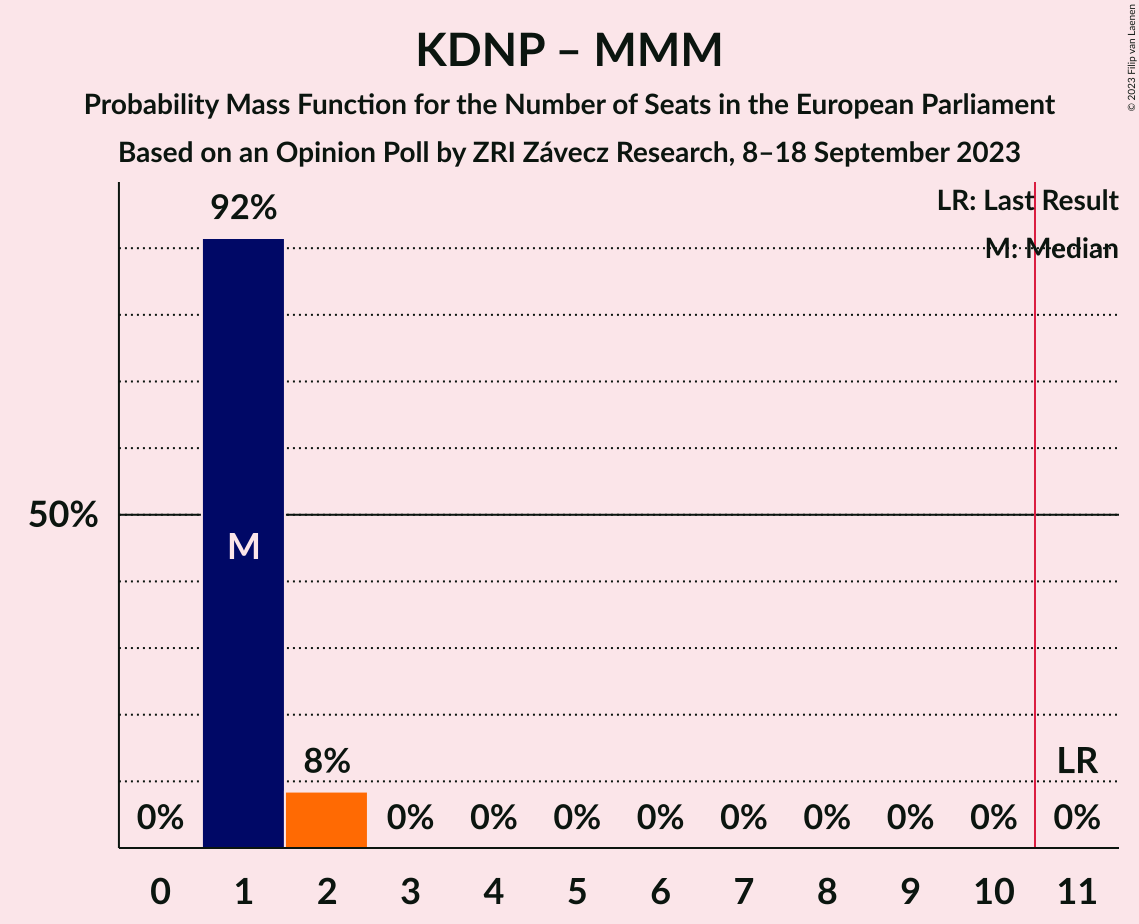 KDNP – MMM
Probability Mass Function for the Number of Seats in the European Parliament
Based on an Opinion Poll by ZRI Závecz Research, 8–18 September 2023
© 2023 Filip van Laenen
LR: Last Result
M: Median
92%
50%
M
8%
LR
0%
0%
0%
0%
0%
0%
0%
0%
0%
0%
0 1 2 3 4 5 6 7 8 9 10 11